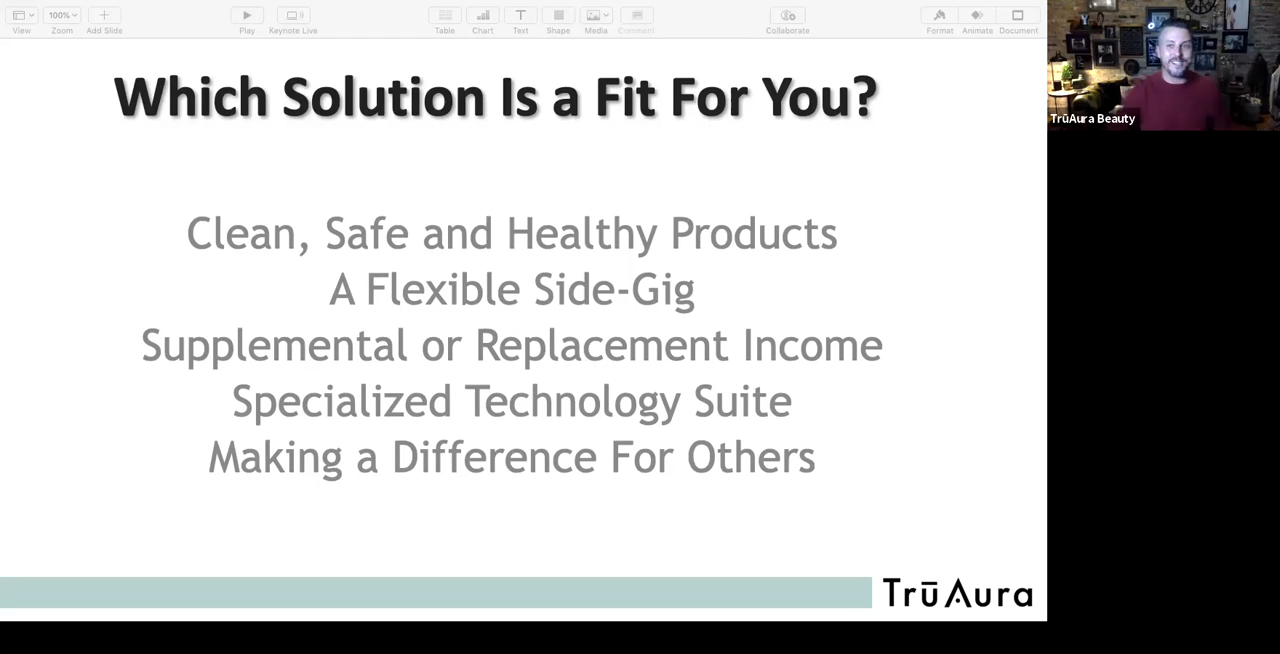 View
100%
Zoom
Add Slide
Play
Keynote Live
Table
Chart
Text
Shape
Media
Comment
Collaborate
Format
Animate
Document
Which Solution Is a Fit For You?
Clean, Safe and Healthy Products
A Flexible Side-Gig
Supplemental or Replacement Income
Specialized Technology Suite
Making a Difference For Others
TrūAura
TrūAura Beauty